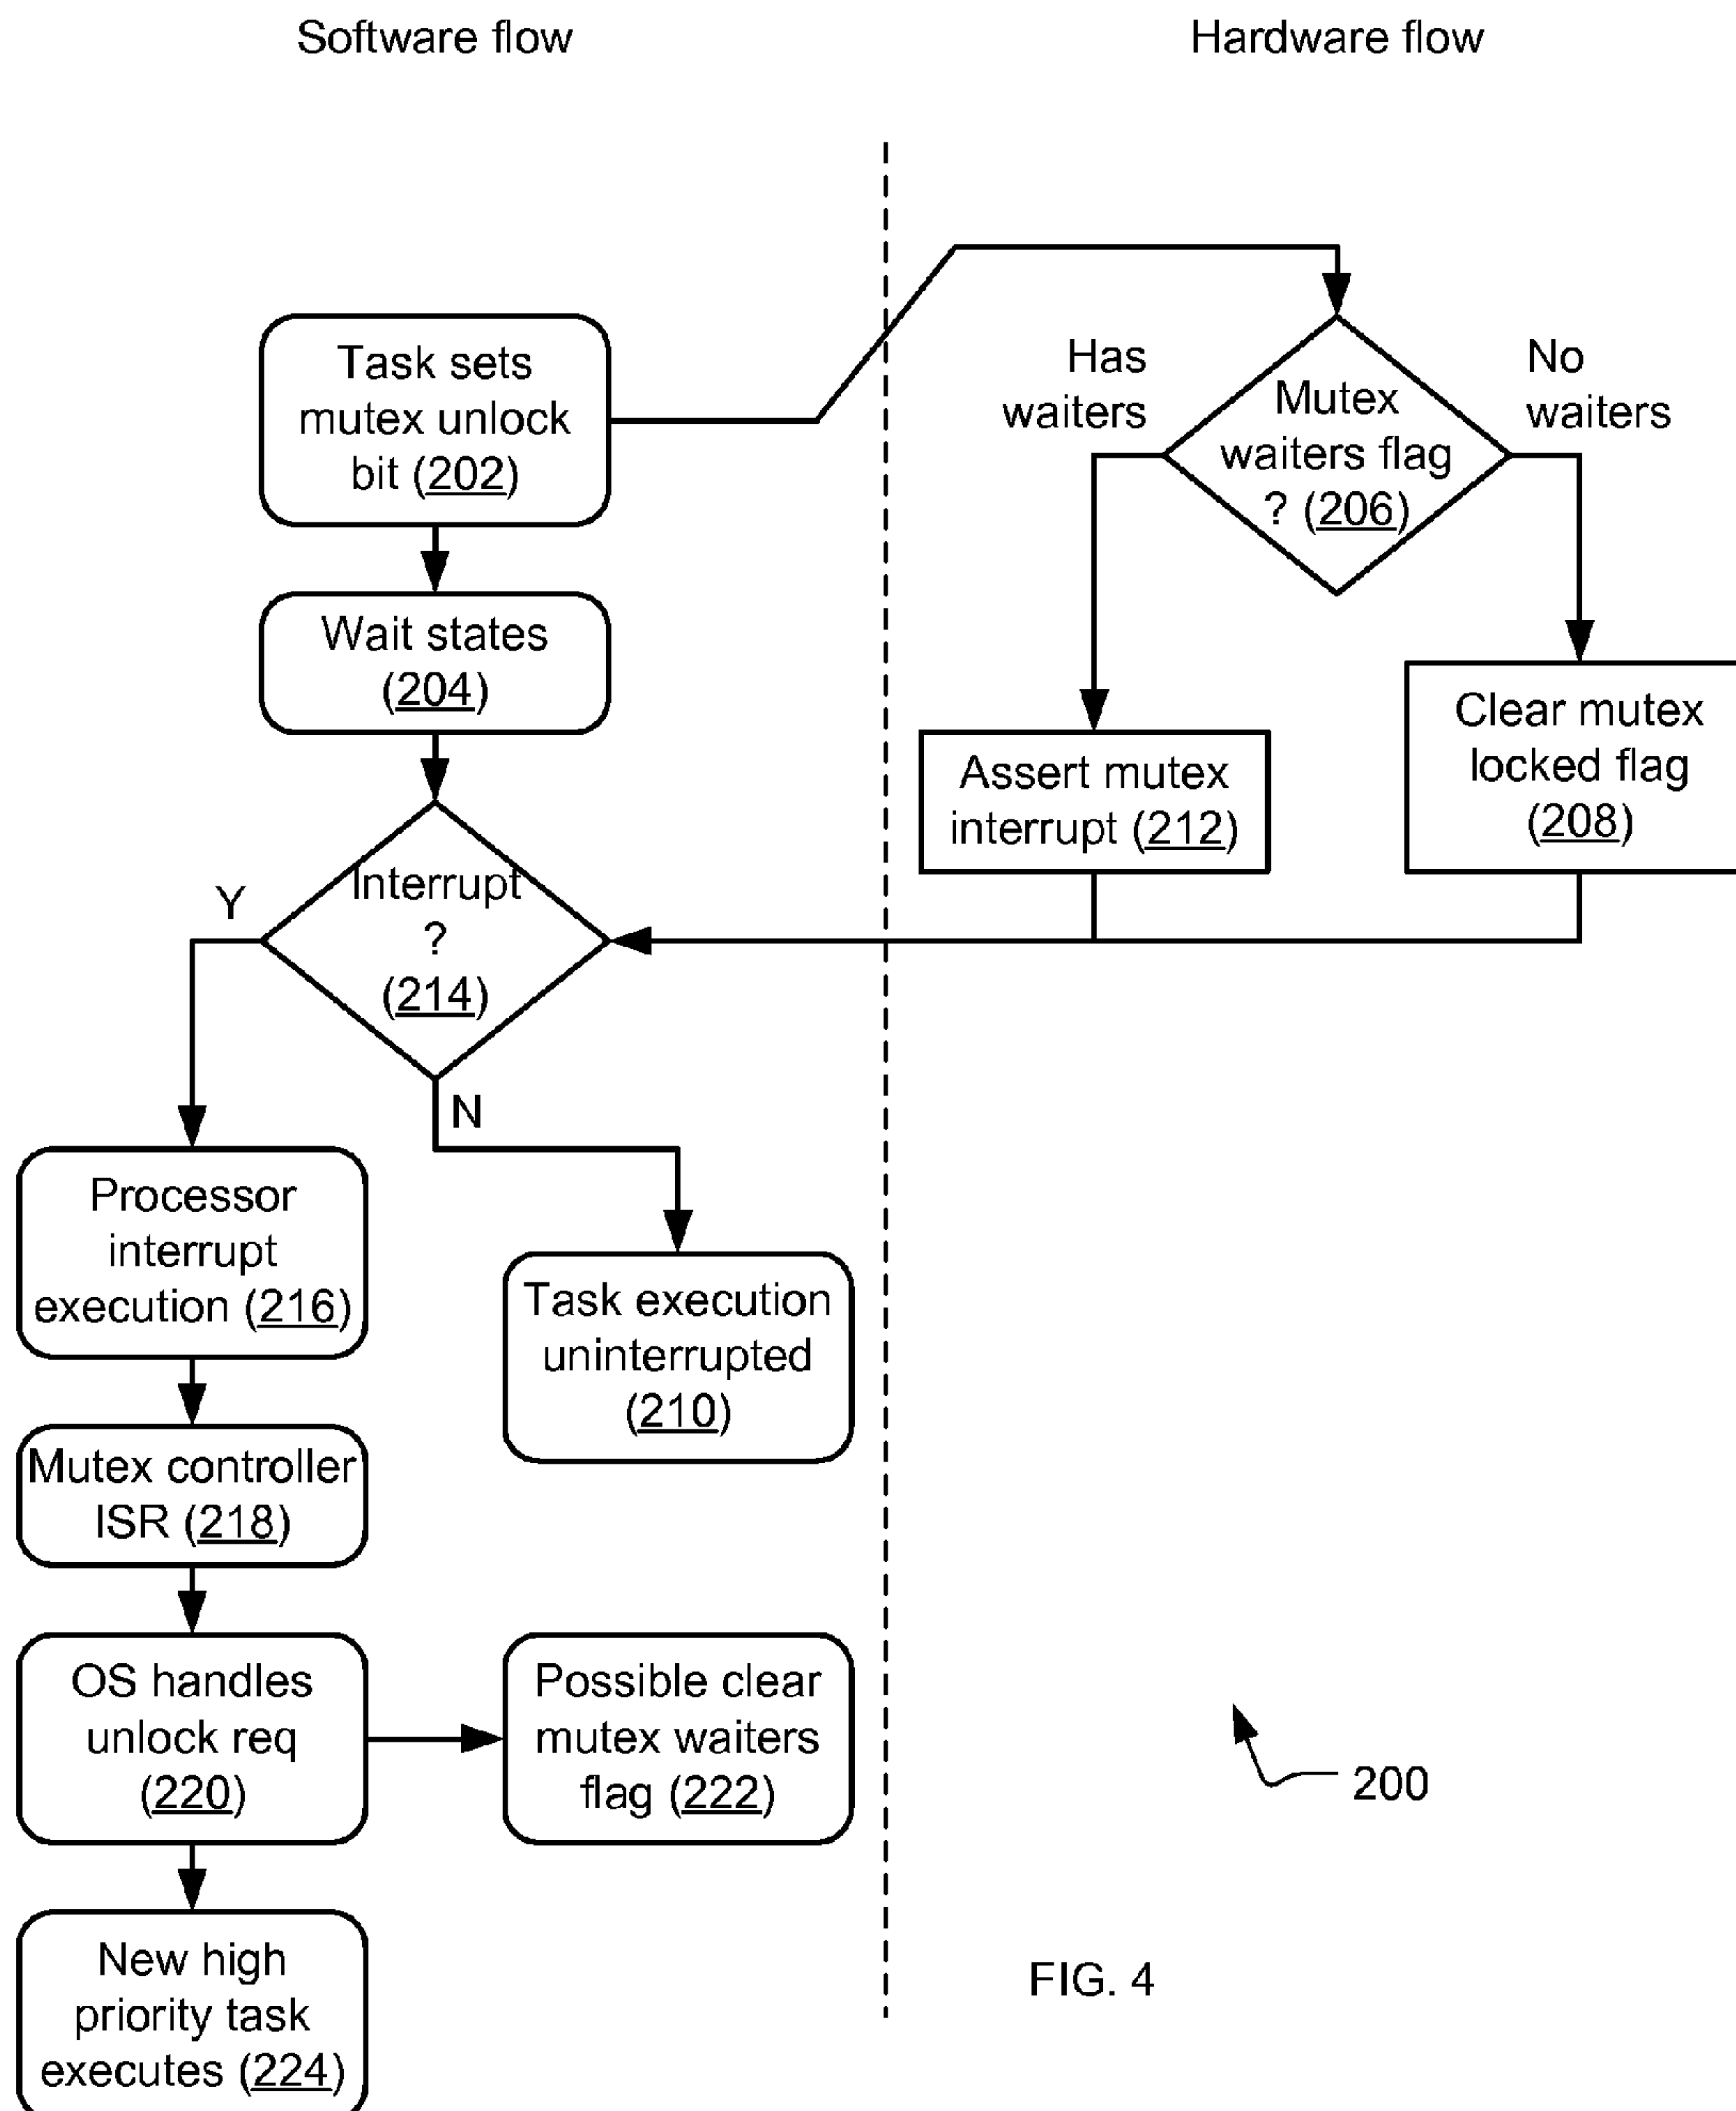 Software flow
Hardware flow
Task sets
mutex unlock
bit (202)
Has
waiters
Mutex
waiters flag
? (206)
No
waiters
Wait states
(204)
Assert mutex
interrupt (212)
Clear mutex
locked flag
(208)
Interrupt
?
(214)
Y
N
Processor
interrupt
execution (216)
Task execution
uninterrupted
(210)
Mutex controller
ISR (218)
OS handles
unlock req
(220)
Possible clear
mutex waiters
flag (222)
200
New high
priority task
executes (224)
FIG. 4